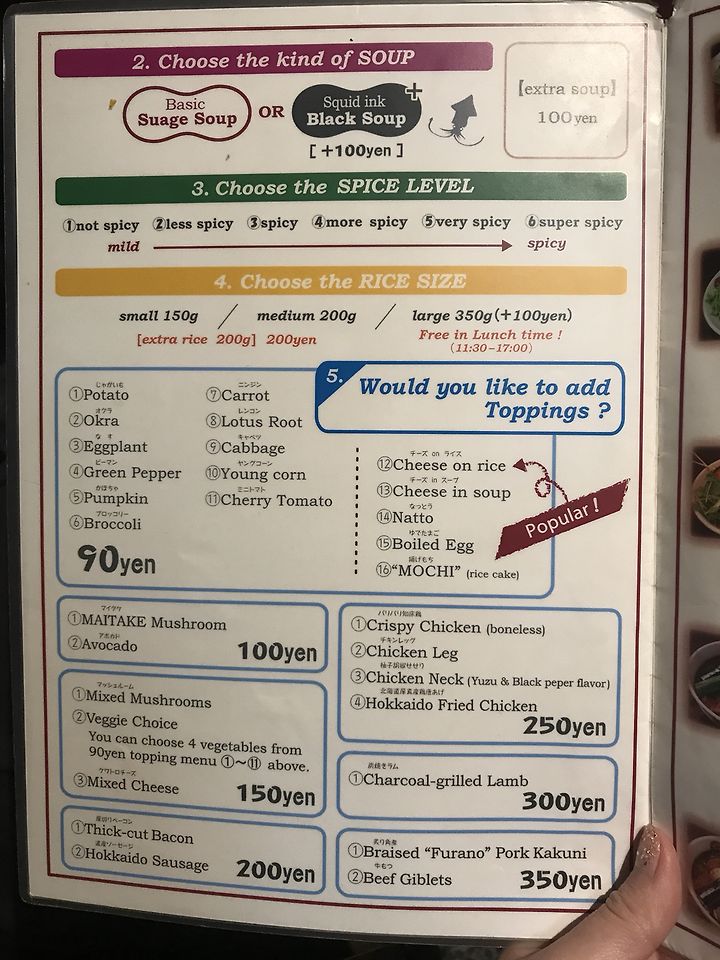 2. Choose the kind of SOUP
Basic
Suage Soup
OR
Squid ink
Black Soup
+
[ +100yen ]
【extra soup】
100yen
3. Choose the SPICE LEVEL
①not spicy ②less spicy ③spicy ④more spicy ⑤very spicy ⑥super spicy
mild
spicy
4. Choose the RICE SIZE
small 150g / medium 200g / large 350g(+100yen)
[extra rice 200g] 200yen
Free in Lunch time !
(11:30-17:00)
5. Would you like to add
Toppings ?
じゃがいも
①Potato
オクラ
②Okra
なす
③Eggplant
ピーマン
④Green Pepper
かぼちゃ
⑤Pumpkin
ブロッコリー
⑥Broccoli
ニンジン
⑦Carrot
レンコン
⑧Lotus Root
キャベツ
⑨Cabbage
ヤングコーン
⑩Young corn
ミニトマト
⑪Cherry Tomato
90yen
チーズ on ライス
⑫Cheese on rice
チーズ in スープ
⑬Cheese in soup
なっとう
⑭Natto
ゆでたまご
⑮Boiled Egg
揚げもち
⑯“MOCHI” (rice cake)
Popular !
マイタケ
①MAITAKE Mushroom
アボカド
②Avocado
100yen
マッシュルーム
①Mixed Mushrooms
②Veggie Choice
You can choose 4 vegetables from
90yen topping menu ①～⑪ above.
クワトロチーズ
③Mixed Cheese
150yen
厚切りベーコン
①Thick-cut Bacon
道産ソーセージ
②Hokkaido Sausage
200yen
パリパリ知床鶏
①Crispy Chicken (boneless)
チキンレッグ
②Chicken Leg
柚子胡椒せせり
③Chicken Neck (Yuzu & Black peper flavor)
北海道産真産鶏唐あげ
④Hokkaido Fried Chicken
250yen
炭焼きラム
①Charcoal-grilled Lamb
300yen
炙り角煮
①Braised “Furano” Pork Kakuni
牛もつ
②Beef Giblets
350yen